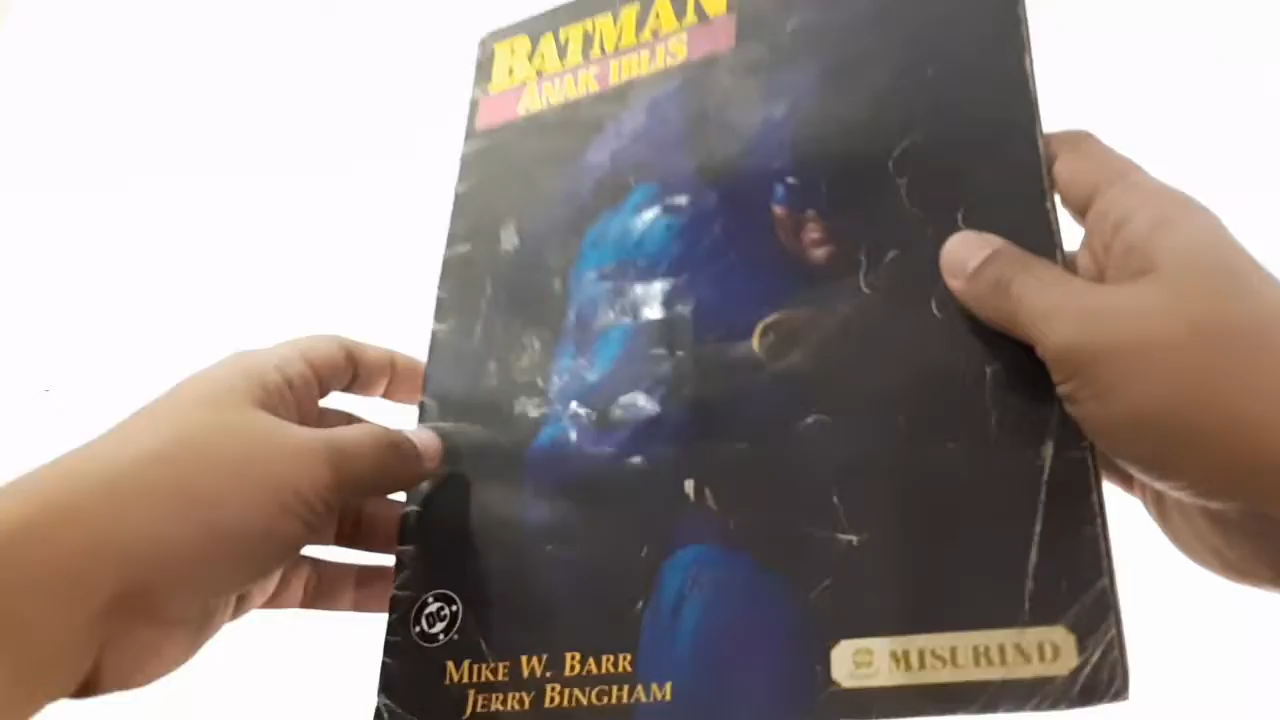 BATMAN
ANAK IBLIS
DC
MIKE W. BARR
JERRY BINGHAM
MISURIND